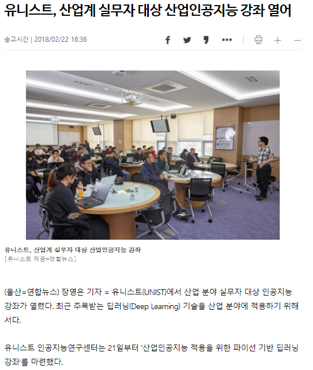 유니스트, 산업계 실무자 대상 산업인공지능 강좌 열어
송고시간 | 2018/02/22 16:36
유니스트, 산업계 실무자 대상 산업인공지능 강좌
[유니스트 제공=연합뉴스]
(울산=연합뉴스) 장영은 기자 = 유니스트(UNIST)에서 산업 분야 실무자 대상 인공지능
강좌가 열렸다. 최근 주목받는 딥러닝(Deep Learning) 기술을 산업 분야에 적용하기 위해
서다.
유니스트 인공지능연구센터는 21일부터 '산업인공지능 적용을 위한 파이선 기반 딥러닝
강좌'를 마련했다.